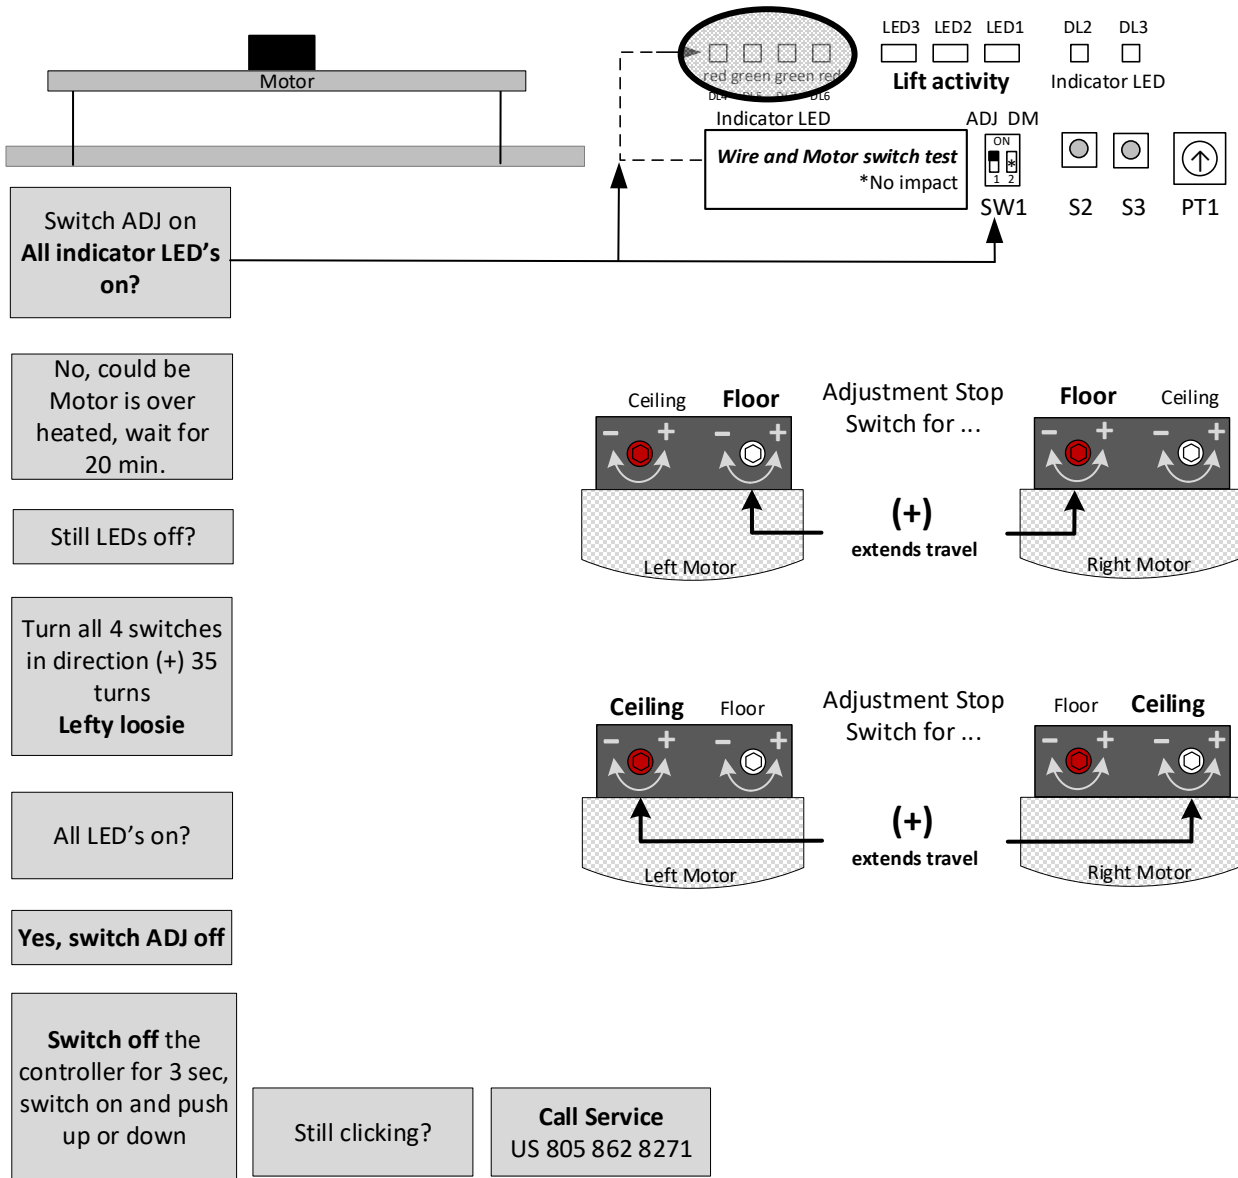 Motor
LED3 LED2 LED1 DL2 DL3
red green green red
DL4 DL5 DL7 DL6
Lift activity
Indicator LED
Indicator LED
ADJ DM
Wire and Motor switch test
*No impact
ON
*
1 2
SW1 S2 S3 PT1
Switch ADJ on
All indicator LED's
on?
No, could be
Motor is over
heated, wait for
20 min.
Still LEDs off?
Turn all 4 switches
in direction (+) 35
turns
Lefty loosie
All LED's on?
Yes, switch ADJ off
Switch off the
controller for 3 sec,
switch on and push
up or down
Still clicking?
Call Service
US 805 862 8271
Ceiling Floor
− + − +
Left Motor
Adjustment Stop
Switch for ...
(+)
extends travel
Floor Ceiling
− + − +
Right Motor
Ceiling Floor
− + − +
Left Motor
Adjustment Stop
Switch for ...
(+)
extends travel
Floor Ceiling
− + − +
Right Motor